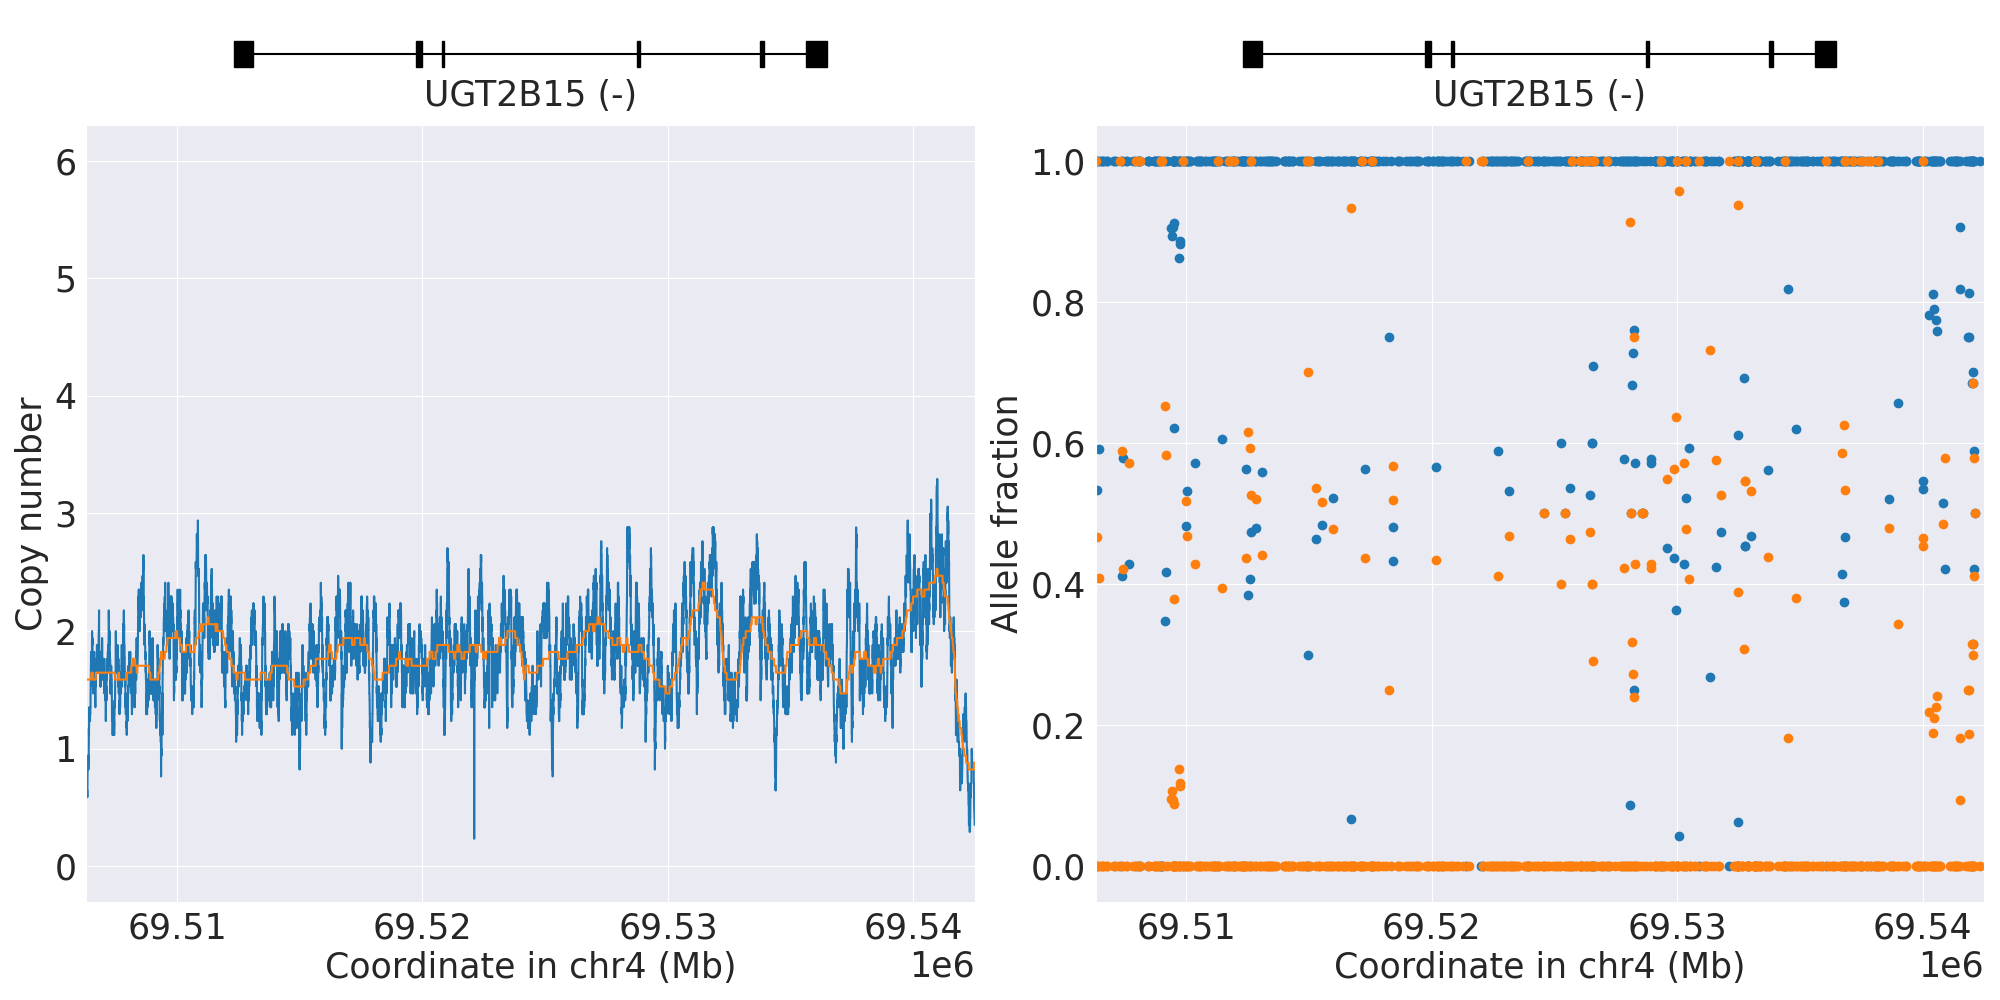 UGT2B15 (-)
6
5
4
3
2
1
0
Copy number
69.51 69.52 69.53 69.54
Coordinate in chr4 (Mb)
1e6
UGT2B15 (-)
1.0
0.8
0.6
0.4
0.2
0.0
Allele fraction
69.51 69.52 69.53 69.54
Coordinate in chr4 (Mb)
1e6